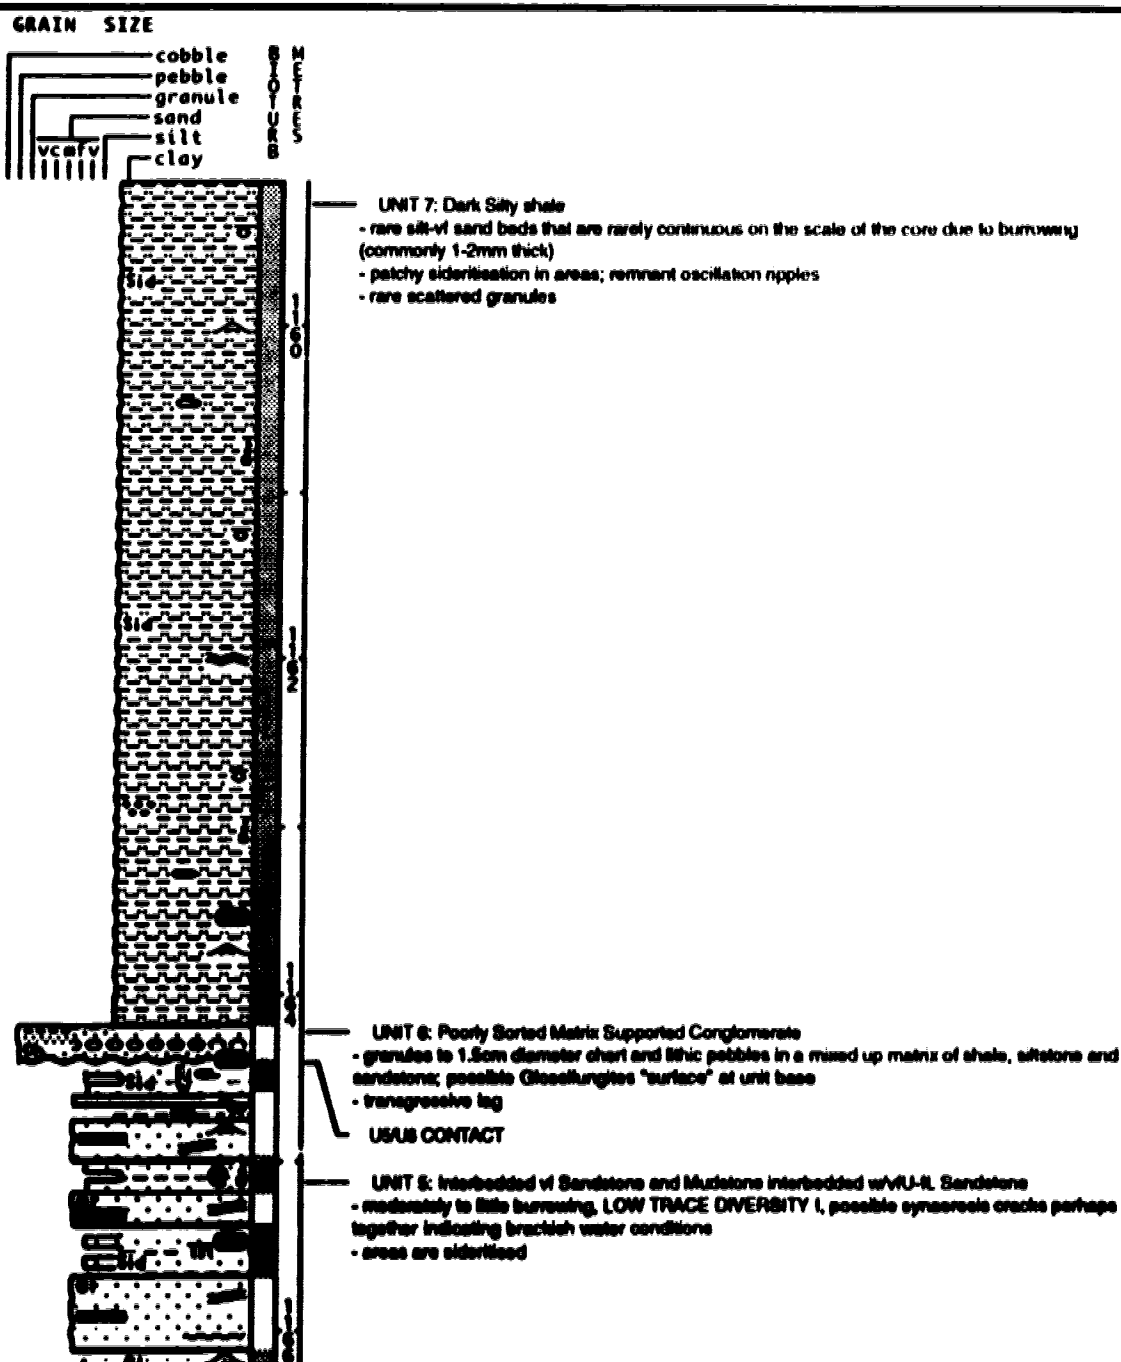 GRAIN SIZE
cobble
pebble
granule
sand
silt
vcmfv
clay
BIOTURB
METRES
UNIT 7: Dark Silty shale
- rare silt-vf sand beds that are rarely continuous on the scale of the core due to burrowing
(commonly 1-2mm thick)
- patchy sideritisation in areas; remnant oscillation ripples
- rare scattered granules
Sid
1160
Sid
1162
1164
UNIT 6: Poorly Sorted Matrix Supported Conglomerate
- granules to 1.5cm diameter chert and lithic pebbles in a mixed up matrix of shale, siltstone and
sandstone; possible Glossifungites "surface" at unit base
- transgressive lag
Sid
U5/U6 CONTACT
UNIT 5: Interbedded vf Sandstone and Mudstone interbedded w/vfU-fL Sandstone
- moderately to little burrowing, LOW TRACE DIVERSITY I, possible synaeresis cracks perhaps
together indicating brackish water conditions
- areas are sideritised
Sid
1166